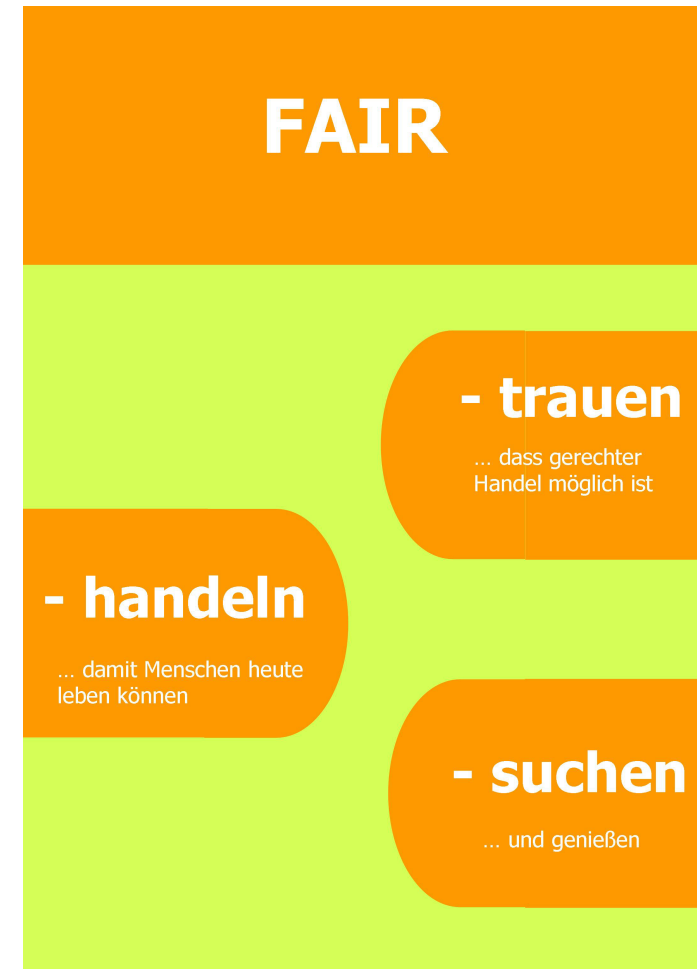 FAIR
- trauen
... dass gerechter
Handel möglich ist
- handeln
... damit Menschen heute
leben können
- suchen
... und genießen